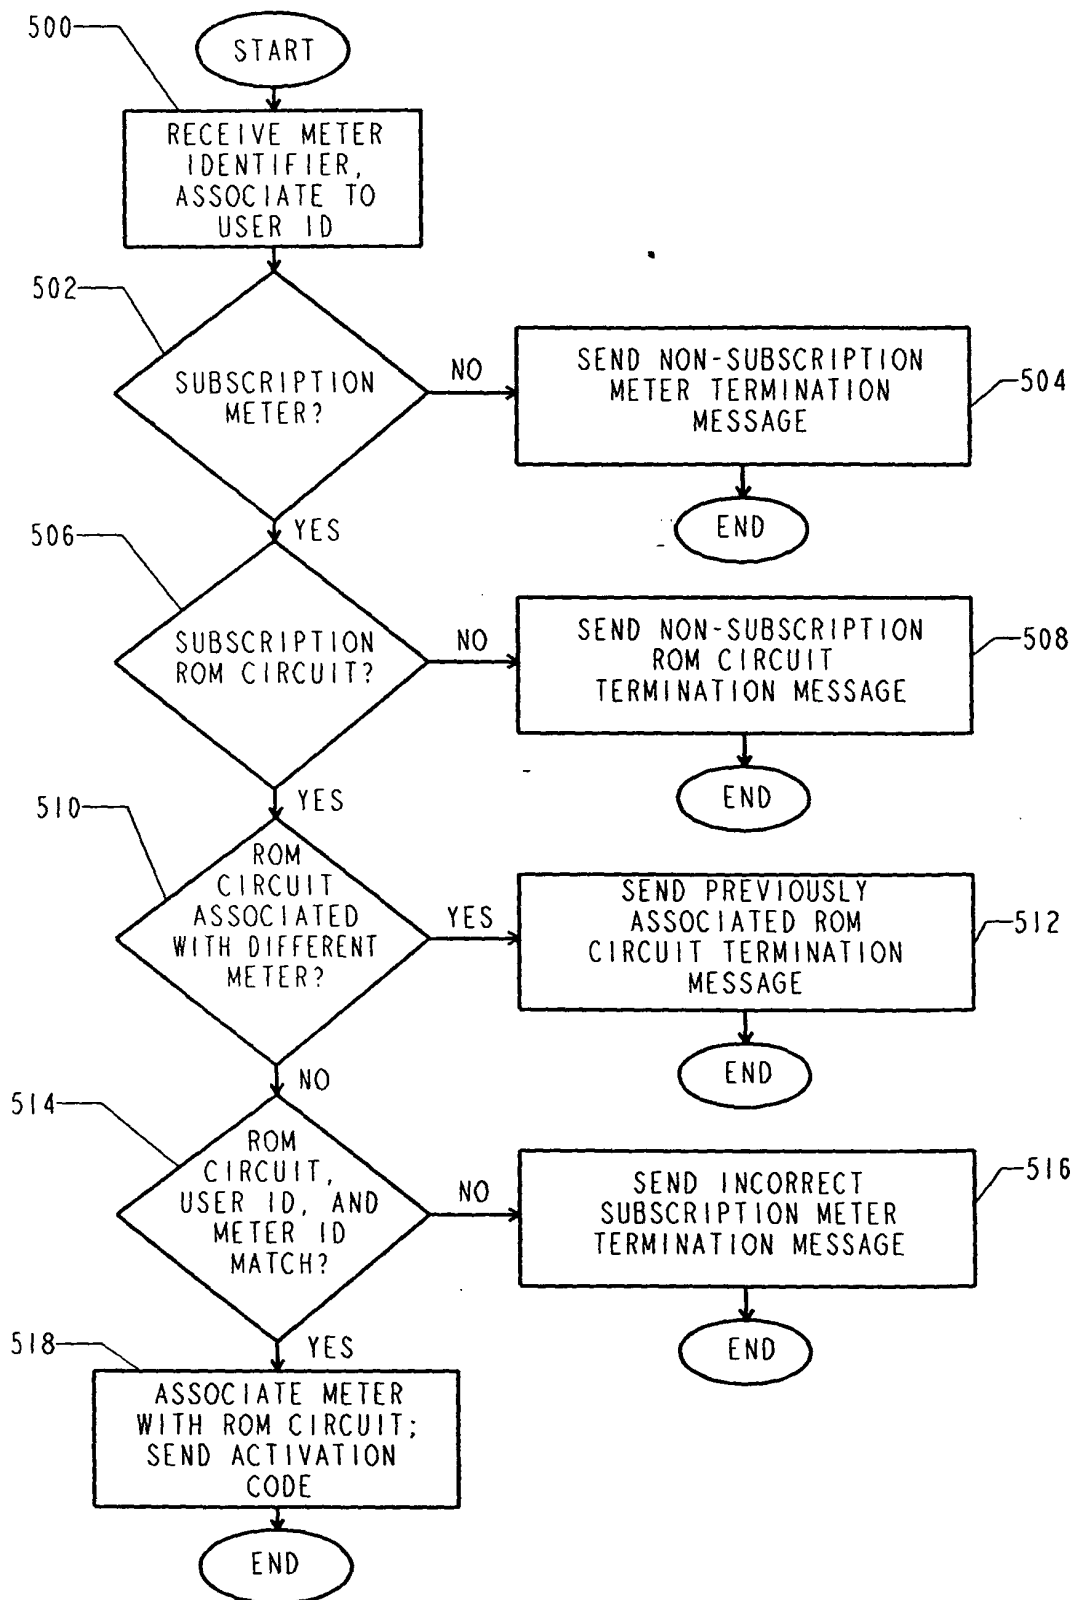 500
START
RECEIVE METER
IDENTIFIER,
ASSOCIATE TO
USER ID
502
SUBSCRIPTION
METER?
NO
SEND NON-SUBSCRIPTION
METER TERMINATION
MESSAGE
504
END
YES
506
SUBSCRIPTION
ROM CIRCUIT?
NO
SEND NON-SUBSCRIPTION
ROM CIRCUIT
TERMINATION MESSAGE
508
END
YES
510
ROM
CIRCUIT
ASSOCIATED
WITH DIFFERENT
METER?
YES
SEND PREVIOUSLY
ASSOCIATED ROM
CIRCUIT TERMINATION
MESSAGE
512
END
NO
514
ROM
CIRCUIT,
USER ID, AND
METER ID
MATCH?
NO
SEND INCORRECT
SUBSCRIPTION METER
TERMINATION MESSAGE
516
END
YES
518
ASSOCIATE METER
WITH ROM CIRCUIT;
SEND ACTIVATION
CODE
END